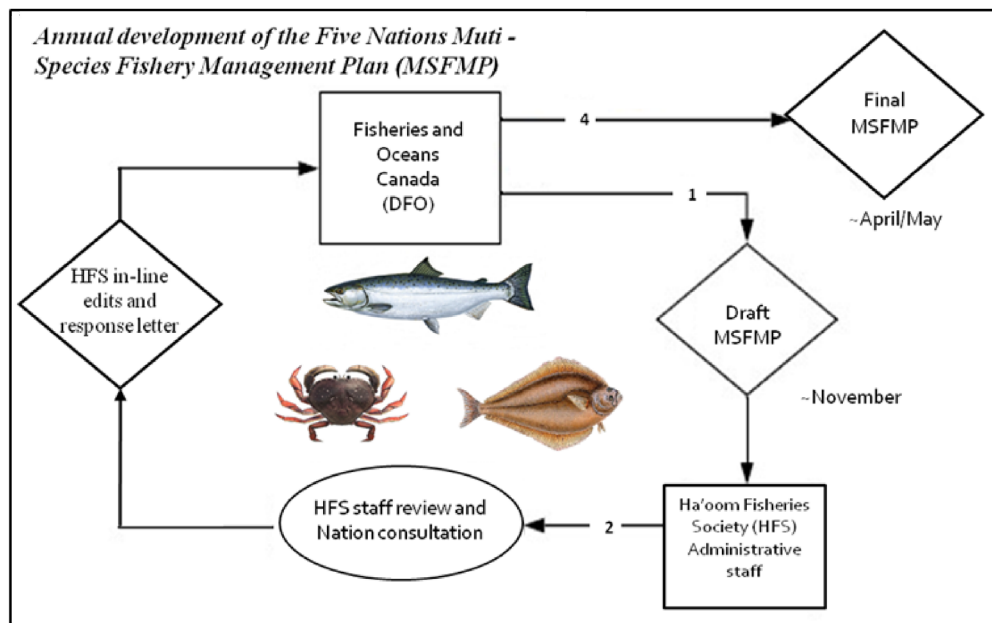 Annual development of the Five Nations Muti -
Species Fishery Management Plan (MSFMP)
Fisheries and
Oceans
Canada
(DFO)
4
Final
MSFMP
~April/May
1
Draft
MSFMP
~November
Ha'oom Fisheries
Society (HFS)
Administrative
staff
2
HFS staff review and
Nation consultation
HFS in-line
edits and
response letter